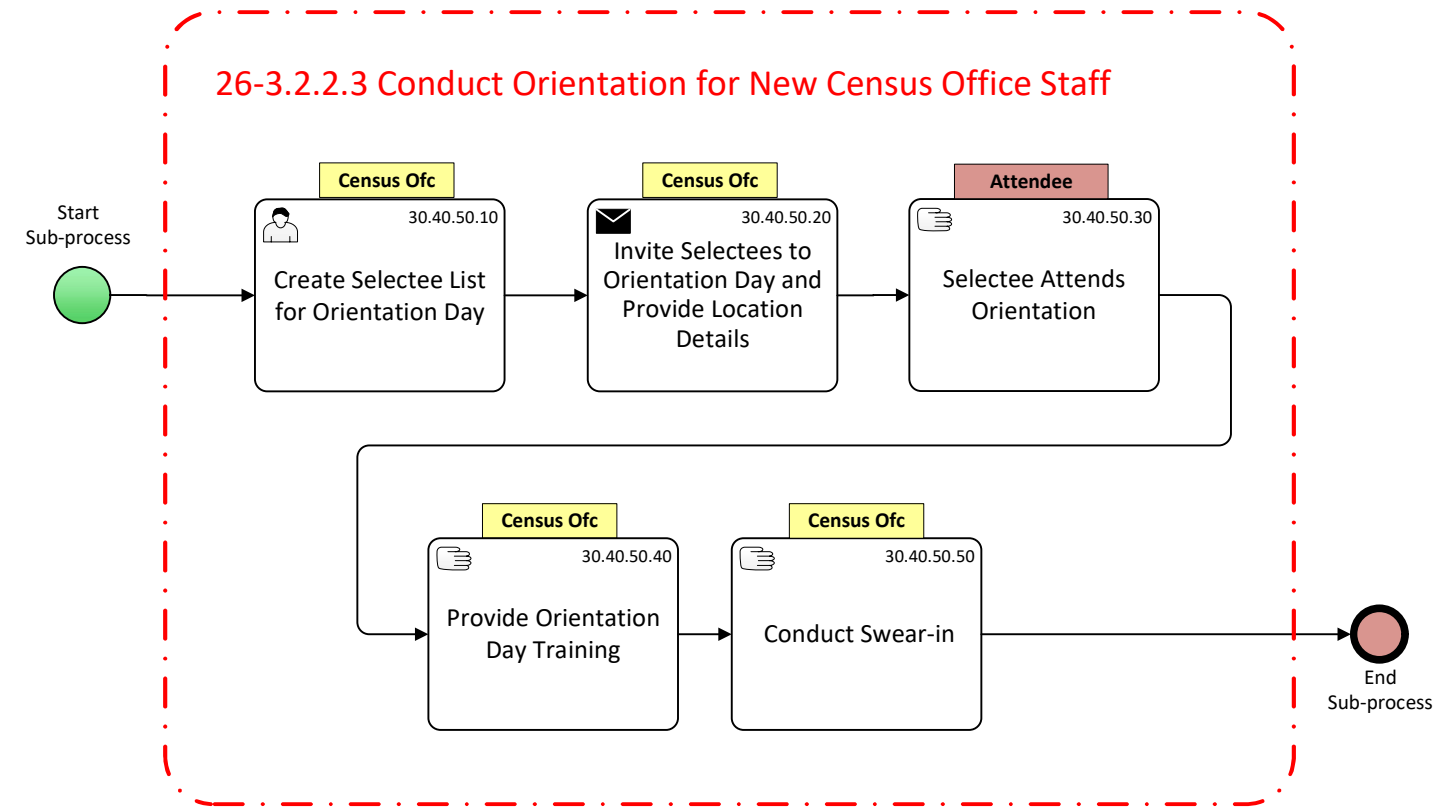 26-3.2.2.3 Conduct Orientation for New Census Office Staff
Start
Sub-process
Census Ofc
30.40.50.10
Create Selectee List
for Orientation Day
Census Ofc
30.40.50.20
Invite Selectees to
Orientation Day and
Provide Location
Details
Attendee
30.40.50.30
Selectee Attends
Orientation
Census Ofc
30.40.50.40
Provide Orientation
Day Training
Census Ofc
30.40.50.50
Conduct Swear-in
End
Sub-process